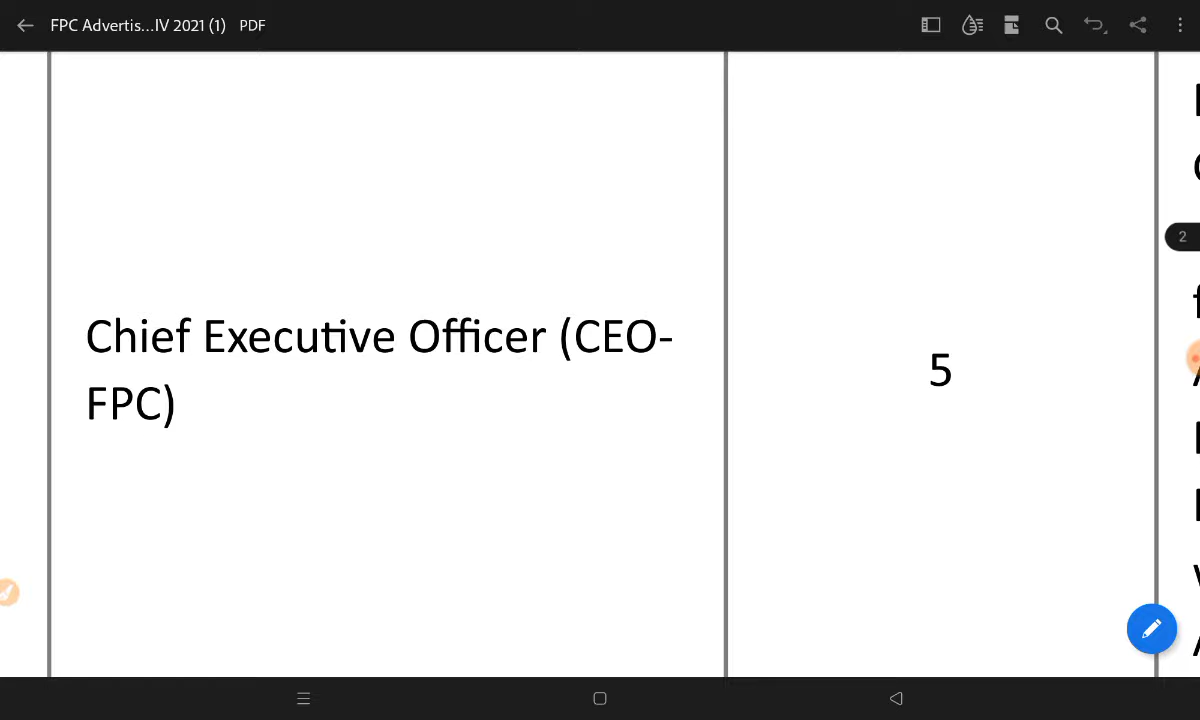 FPC Advertis...IV 2021 (1) PDF
Chief Executive Officer (CEO-
FPC)
5
2